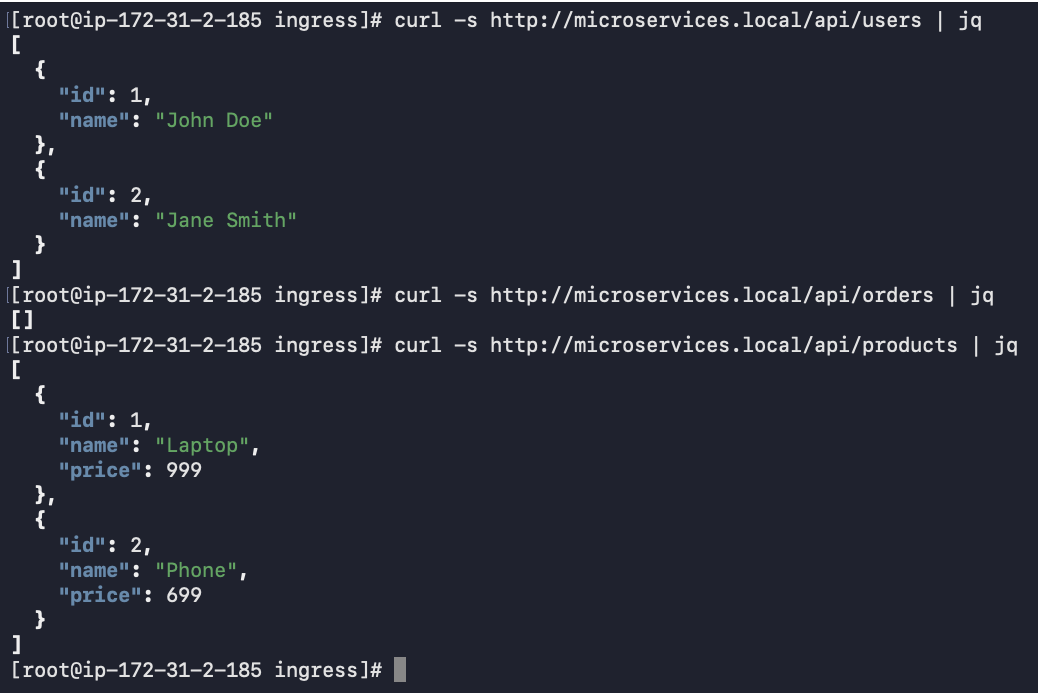 [root@ip-172-31-2-185 ingress]# curl -s http://microservices.local/api/users | jq
[
  {
    "id": 1,
    "name": "John Doe"
  },
  {
    "id": 2,
    "name": "Jane Smith"
  }
]
[root@ip-172-31-2-185 ingress]# curl -s http://microservices.local/api/orders | jq
[]
[root@ip-172-31-2-185 ingress]# curl -s http://microservices.local/api/products | jq
[
  {
    "id": 1,
    "name": "Laptop",
    "price": 999
  },
  {
    "id": 2,
    "name": "Phone",
    "price": 699
  }
]
[root@ip-172-31-2-185 ingress]#